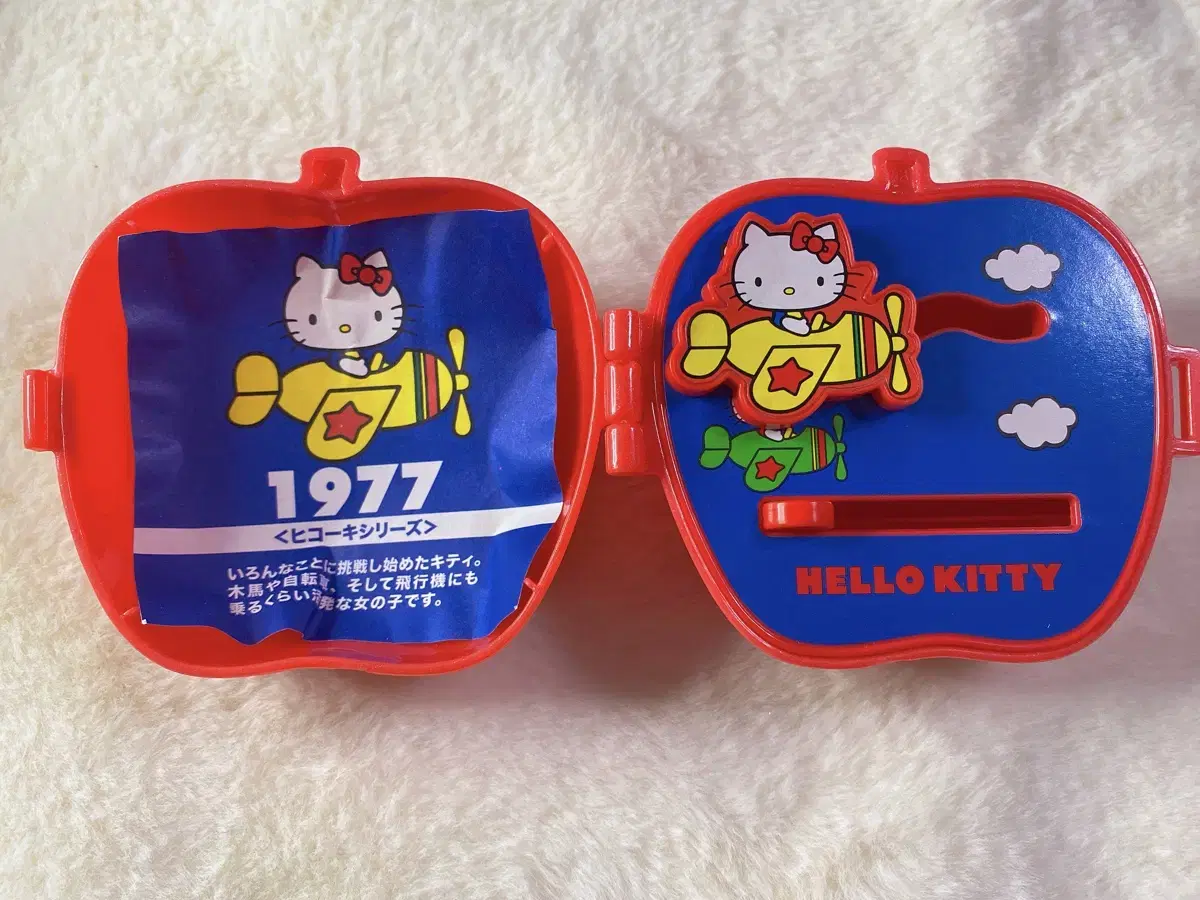 1977
<ヒコーキシリーズ>
いろんなことに挑戦し始めたキティ。
木馬や自転車、そして飛行機にも
乗るくらい活発な女の子です。
HELLO KITTY